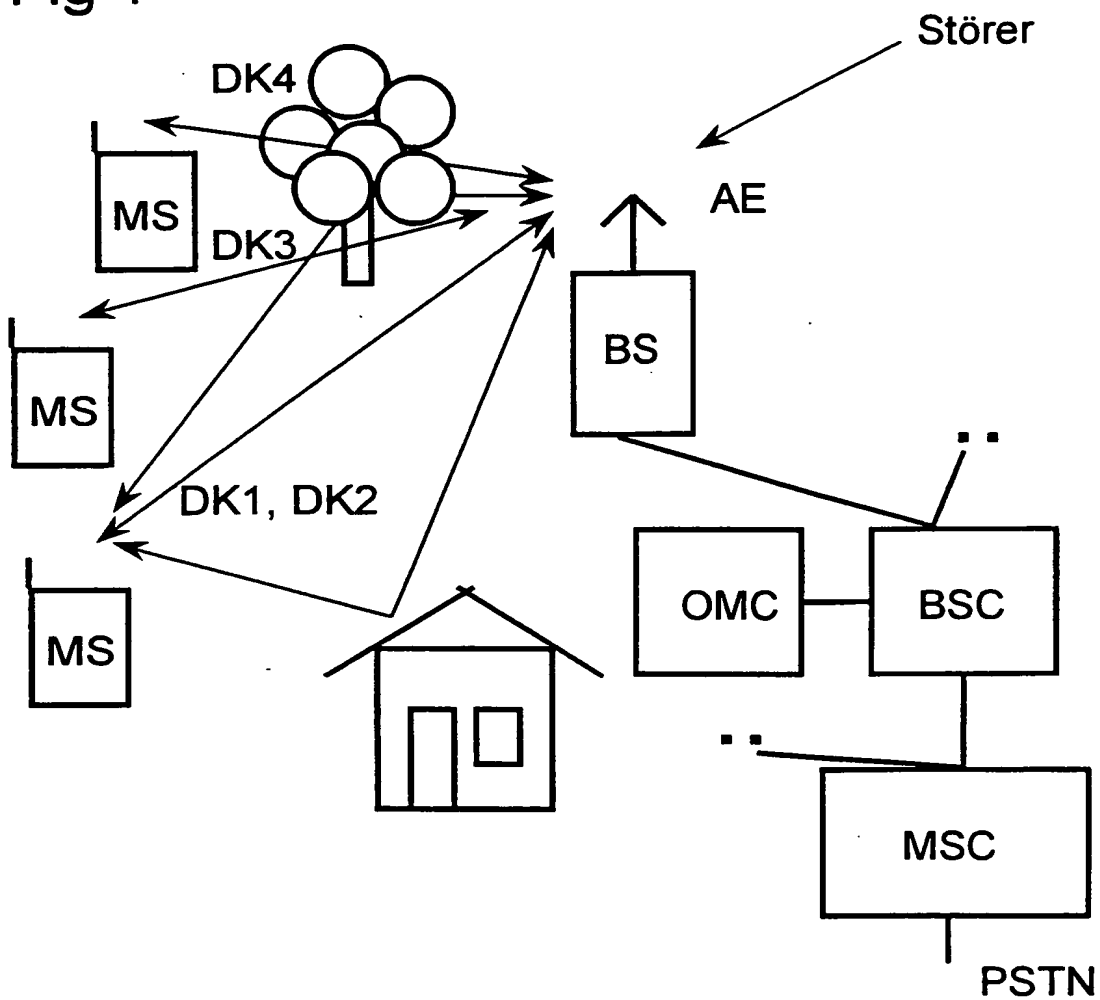 Störer
DK4
AE
MS
DK3
BS
MS
DK1, DK2
OMC
BSC
MS
MSC
PSTN